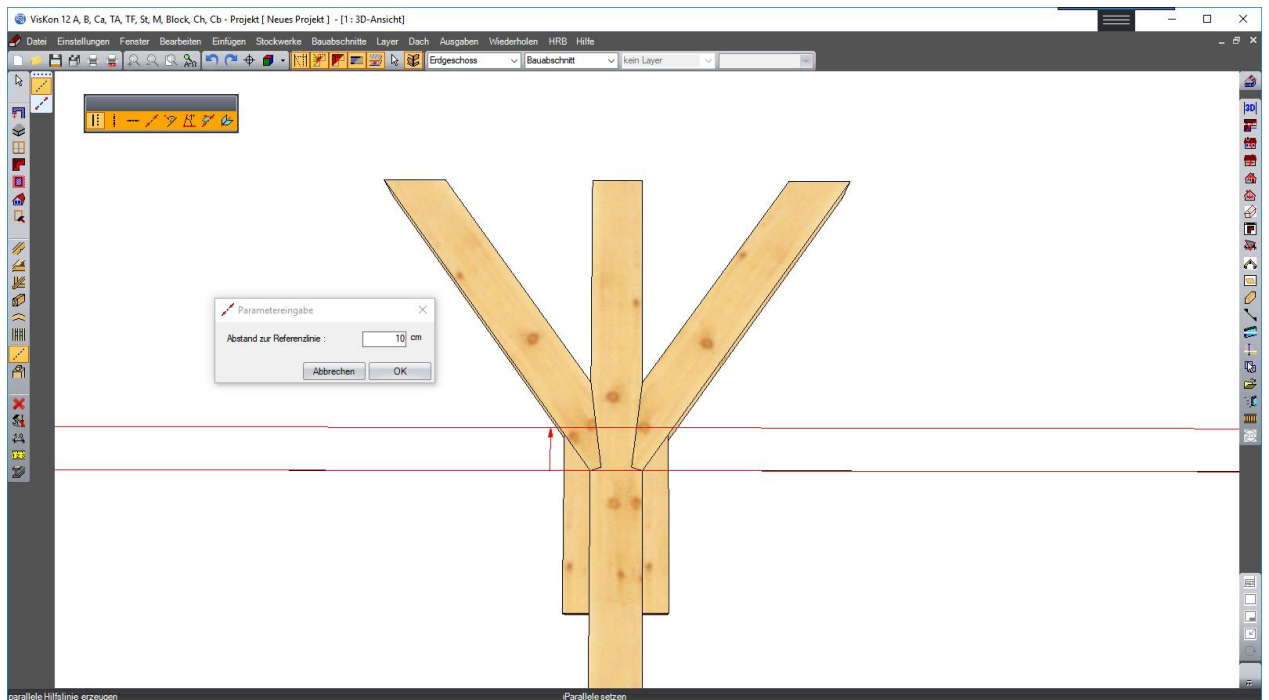 VisKon 12 A, B, Ca, TA, TF, St, M, Block, Ch, Cb - Projekt [ Neues Projekt ] - [1 : 3D-Ansicht]
Datei Einstellungen Fenster Bearbeiten Einfügen Stockwerke Bauabschnitte Layer Dach Ausgaben Wiederholen HRB Hilfe
Erdgeschoss Bauabschnitt kein Layer
3D
Parametereingabe
Abstand zur Referenzlinie : 10 cm
Abbrechen OK
parallele Hilfslinie erzeugen Parallele setzen